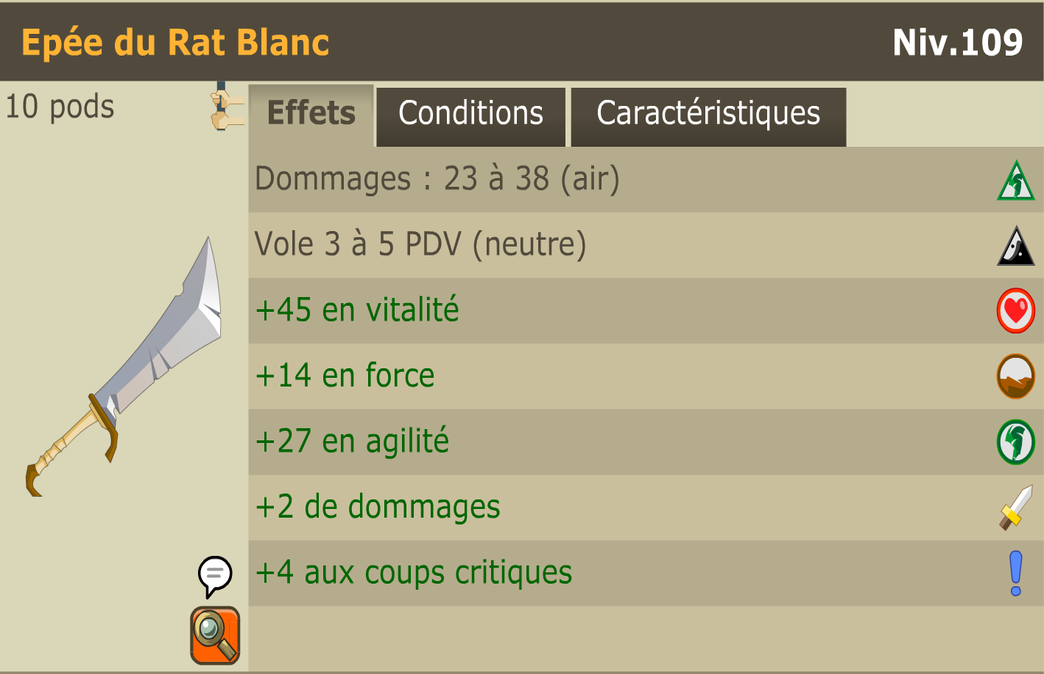 Epée du Rat Blanc
Niv.109
10 pods
Effets
Conditions
Caractéristiques
Dommages : 23 à 38 (air)
Vole 3 à 5 PDV (neutre)
+45 en vitalité
+14 en force
+27 en agilité
+2 de dommages
+4 aux coups critiques